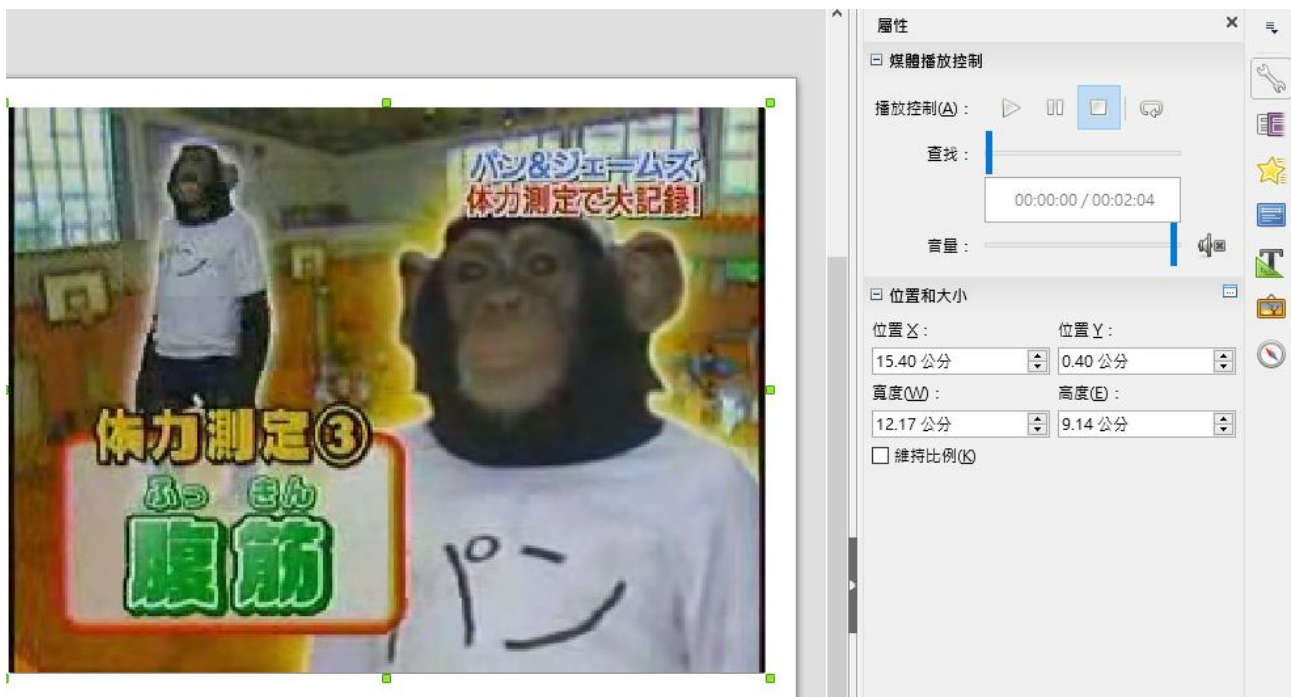 パン&ジェームズ
体力測定で大記録!
体力測定③
ふっ きん
腹筋
パン
屬性
媒體播放控制
播放控制(A)：
查找：
00:00:00 / 00:02:04
音量：
位置和大小
位置 X： 位置 Y：
15.40 公分 0.40 公分
寬度(W)： 高度(E)：
12.17 公分 9.14 公分
維持比例(K)